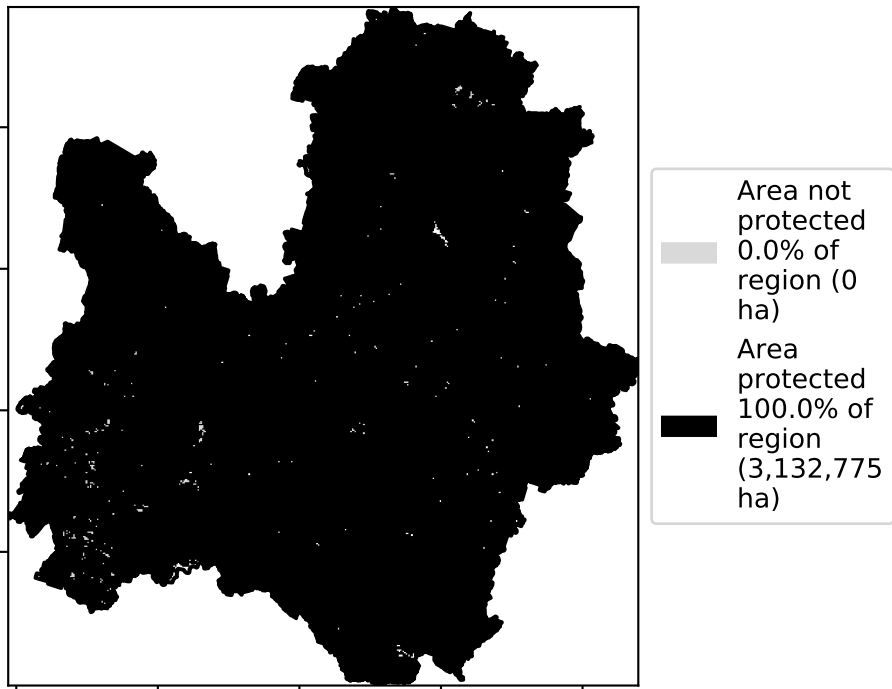 Area not
protected
0.0% of
region (0
ha)
Area
protected
100.0% of
region
(3,132,775
ha)